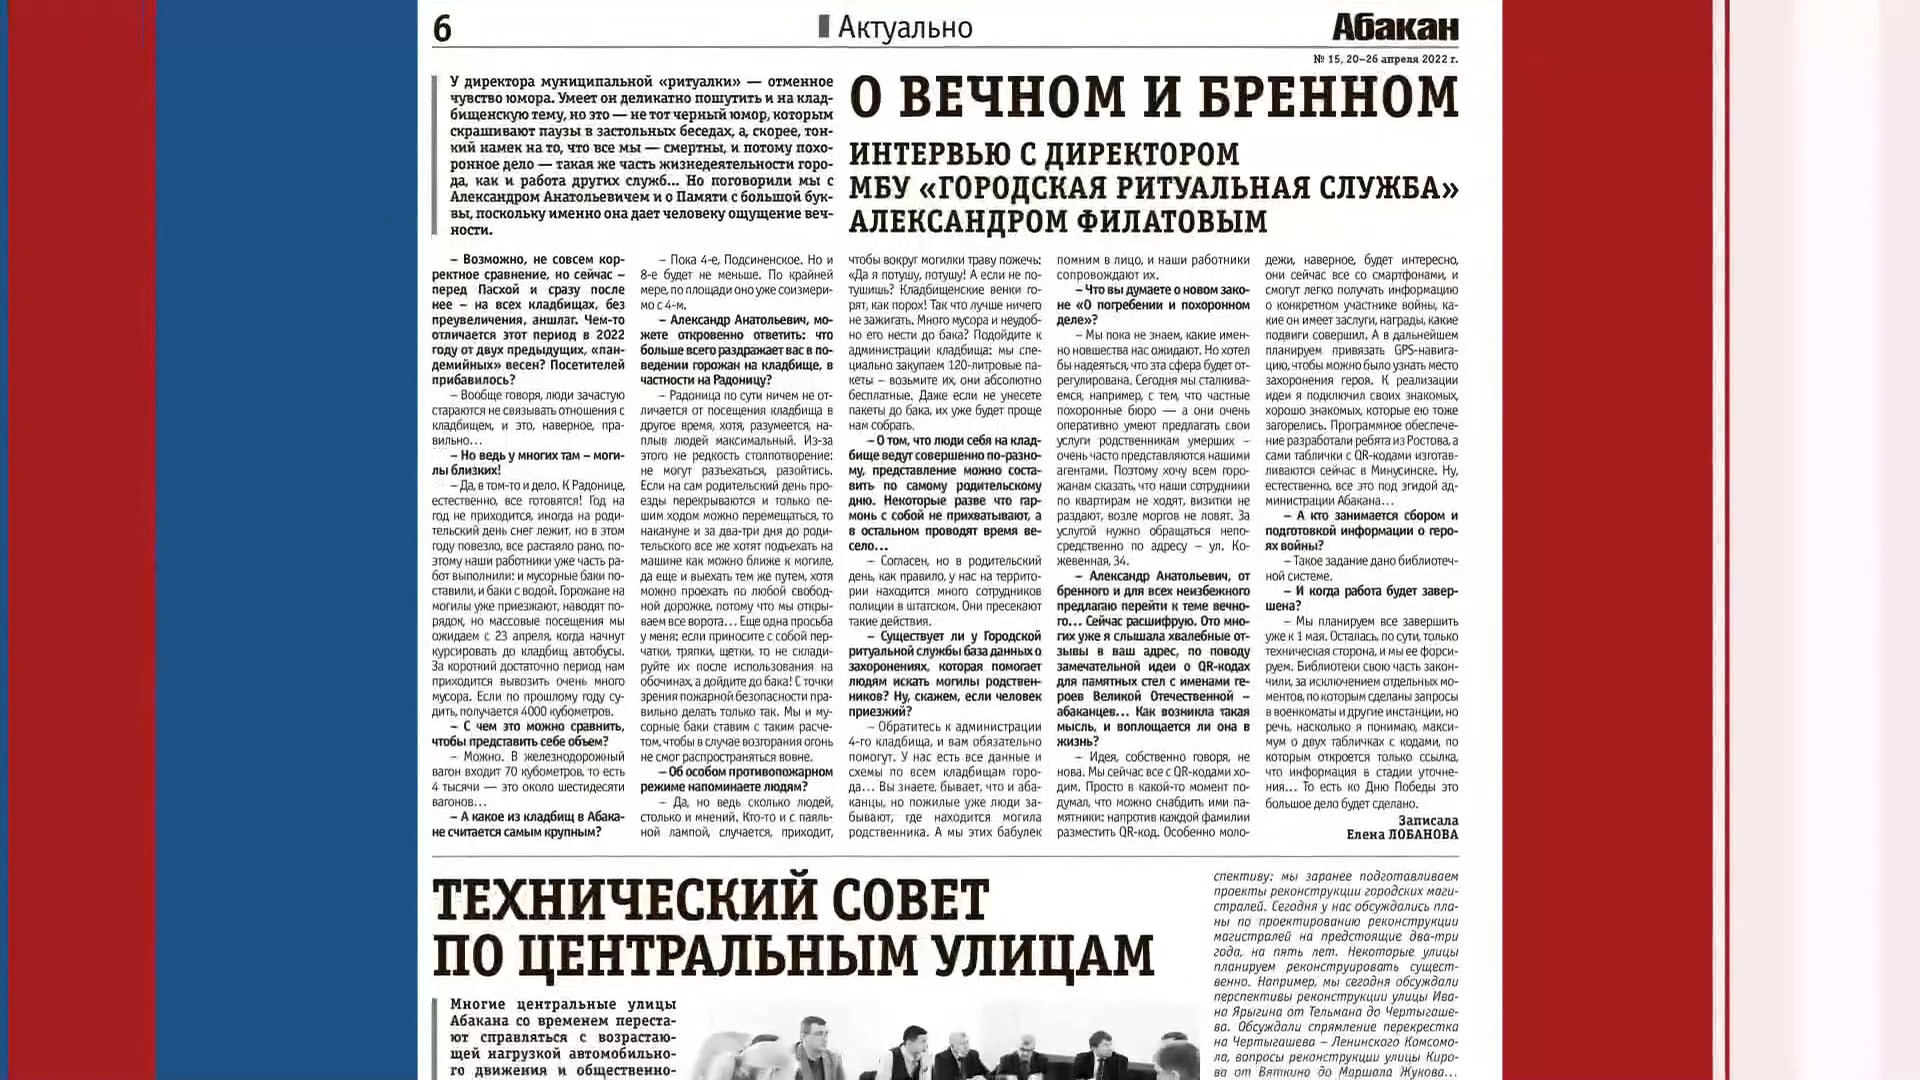 6
Актуально
Абакан
№ 15, 20–26 апреля 2022 г.
У директора муниципальной «ритуалки» — отменное
чувство юмора. Умеет он деликатно пошутить и на клад-
бищенскую тему, но это — не тот черный юмор, которым
скрашивают паузы в застольных беседах, а, скорее, тон-
кий намек на то, что все мы — смертны, и потому похо-
ронное дело — такая же часть жизнедеятельности горо-
да, как и работа других служб... Но поговорили мы с
Александром Анатольевичем и о Памяти с большой бук-
вы, поскольку именно она дает человеку ощущение веч-
ности.
О ВЕЧНОМ И БРЕННОМ
ИНТЕРВЬЮ С ДИРЕКТОРОМ
МБУ «ГОРОДСКАЯ РИТУАЛЬНАЯ СЛУЖБА»
АЛЕКСАНДРОМ ФИЛАТОВЫМ
– Возможно, не совсем кор-
ректное сравнение, но сейчас –
перед Пасхой и сразу после
нее – на всех кладбищах, без
преувеличения, аншлаг. Чем-то
отличается этот период в 2022
году от двух предыдущих, «пан-
демийных» весен? Посетителей
прибавилось?
– Вообще говоря, люди зачастую
стараются не связывать отношения с
кладбищем, и это, наверное, пра-
вильно...
– Но ведь у многих там – моги-
лы близких!
– Да, в том-то и дело. К Радонице,
естественно, все готовятся! Год на
год не приходится, иногда на роди-
тельский день снег лежит, но в этом
году повезло, все растаяло рано, по-
этому наши работники уже часть ра-
бот выполнили: и мусорные баки по-
ставили, и баки с водой. Горожане на
могилы уже приезжают, наводят по-
рядок, но массовые посещения мы
ожидаем с 23 апреля, когда начнут
курсировать до кладбищ автобусы.
За короткий достаточно период нам
приходится вывозить очень много
мусора. Если по прошлому году су-
дить, получается 4000 кубометров.
– С чем это можно сравнить,
чтобы представить себе объем?
– Можно. В железнодорожный
вагон входит 70 кубометров, то есть
4 тысячи — это около шестидесяти
вагонов...
– А какое из кладбищ в Абака-
не считается самым крупным?
– Пока 4-е, Подсиненское. Но и
8-е будет не меньше. По крайней
мере, по площади оно уже соизмери-
мо с 4-м.
– Александр Анатольевич, мо-
жете откровенно ответить: что
больше всего раздражает вас в по-
ведении горожан на кладбище, в
частности на Радоницу?
– Радоница по сути ничем не от-
личается от посещения кладбища в
другое время, хотя, разумеется, на-
плыв людей максимальный. Из-за
этого не редкость столпотворение:
не могут разъехаться, разойтись.
Если на сам родительский день про-
езды перекрываются и только пе-
шим ходом можно перемещаться, то
накануне и за два-три дня до роди-
тельского все же хотят подъехать на
машине как можно ближе к могиле,
да еще и выехать тем же путем, хотя
можно проехать по любой свобод-
ной дорожке, потому что мы откры-
ваем все ворота... Еще одна просьба
у меня: если приносите с собой пер-
чатки, тряпки, щетки, то не склади-
руйте их после использования на
обочинах, а дойдите до бака! С точки
зрения пожарной безопасности пра-
вильно делать только так. Мы и му-
сорные баки ставим с таким расче-
том, чтобы в случае возгорания огонь
не смог распространяться вовне.
– Об особом противопожарном
режиме напоминаете людям?
– Да, но ведь сколько людей,
столько и мнений. Кто-то и с паяль-
ной лампой, случается, приходит,
чтобы вокруг могилки траву пожечь:
«Да я потушу, потушу! А если не по-
тушишь? Кладбищенские венки го-
рят, как порох! Так что лучше ничего
не зажигать. Много мусора и неудоб-
но его нести до бака? Подойдите к
администрации кладбища: мы спе-
циально закупаем 120-литровые па-
кеты – возьмите их, они абсолютно
бесплатные. Даже если не унесете
пакеты до бака, их уже будет проще
нам собрать.
– О том, что люди себя на клад-
бище ведут совершенно по-разно-
му, представление можно соста-
вить по самому родительскому
дню. Некоторые разве что гар-
монь с собой не прихватывают, а
в остальном проводят время ве-
село...
– Согласен, но в родительский
день, как правило, у нас на террито-
рии находится много сотрудников
полиции в штатском. Они пресекают
такие действия.
– Существует ли у Городской
ритуальной службы база данных о
захоронениях, которая помогает
людям искать могилы родствен-
ников? Ну, скажем, если человек
приезжий?
– Обратитесь к администрации
4-го кладбища, и вам обязательно
помогут. У нас есть все данные и
схемы по всем кладбищам горо-
да... Вы знаете, бывает, что и аба-
канцы, но пожилые уже люди за-
бывают, где находится могила
родственника. А мы этих бабулек
помним в лицо, и наши работники
сопровождают их.
– Что вы думаете о новом зако-
не «О погребении и похоронном
деле»?
– Мы пока не знаем, какие имен-
но новшества нас ожидают. Но хотел
бы надеяться, что эта сфера будет от-
регулирована. Сегодня мы сталкива-
емся, например, с тем, что частные
похоронные бюро — а они очень
оперативно умеют предлагать свои
услуги родственникам умерших –
очень часто представляются нашими
агентами. Поэтому хочу всем горо-
жанам сказать, что наши сотрудники
по квартирам не ходят, визитки не
раздают, возле моргов не ловят. За
услугой нужно обращаться непо-
средственно по адресу – ул. Ко-
жевенная, 34.
– Александр Анатольевич, от
бренного и для всех неизбежного
предлагаю перейти к теме вечно-
го... Сейчас расшифрую. Ото мно-
гих уже я слышала хвалебные от-
зывы в ваш адрес, по поводу
замечательной идеи о QR-кодах
для памятных стел с именами ге-
роев Великой Отечественной –
абаканцев... Как возникла такая
мысль, и воплощается ли она в
жизнь?
– Идея, собственно говоря, не
нова. Мы сейчас все с QR-кодами хо-
дим. Просто в какой-то момент по-
думал, что можно снабдить ими па-
мятники: напротив каждой фамилии
разместить QR-код. Особенно моло-
дежи, наверное, будет интересно,
они сейчас все со смартфонами, и
смогут легко получать информацию
о конкретном участнике войны, ка-
кие он имеет заслуги, награды, какие
подвиги совершил. А в дальнейшем
планируем привязать GPS-навига-
цию, чтобы можно было узнать место
захоронения героя. К реализации
идеи я подключил своих знакомых,
хорошо знакомых, которые ею тоже
загорелись. Программное обеспече-
ние разработали ребята из Ростова, а
сами таблички с QR-кодами изготав-
ливаются сейчас в Минусинске. Ну,
естественно, все это под эгидой ад-
министрации Абакана...
– А кто занимается сбором и
подготовкой информации о геро-
ях войны?
– Такое задание дано библиотеч-
ной системе.
– И когда работа будет завер-
шена?
– Мы планируем все завершить
уже к 1 мая. Осталась, по сути, только
техническая сторона, и мы ее форси-
руем. Библиотеки свою часть закон-
чили, за исключением отдельных мо-
ментов, по которым сделаны запросы
в военкоматы и другие инстанции, но
речь, насколько я понимаю, макси-
мум о двух табличках с кодами, по
которым откроется только ссылка,
что информация в стадии уточне-
ния... То есть ко Дню Победы это
большое дело будет сделано.
Записала
Елена ЛОБАНОВА
ТЕХНИЧЕСКИЙ СОВЕТ
ПО ЦЕНТРАЛЬНЫМ УЛИЦАМ
Многие центральные улицы
Абакана со временем переста-
ют справляться с возрастаю-
щей нагрузкой автомобильно-
го движения и общественно-
спективу: мы заранее подготавливаем
проекты реконструкции городских маги-
стралей. Сегодня у нас обсуждались пла-
ны по проектированию реконструкции
магистралей на предстоящие два-три
года, на пять лет. Некоторые улицы
планируем реконструировать сущест-
венно. Например, мы сегодня обсуждали
перспективы реконструкции улицы Ива-
на Ярыгина от Тельмана до Чертыгаше-
ва. Обсуждали спрямление перекрестка
на Чертыгашева – Ленинского Комсомо-
ла, вопросы реконструкции улицы Киро-
ва от Вяткина до Маршала Жукова...